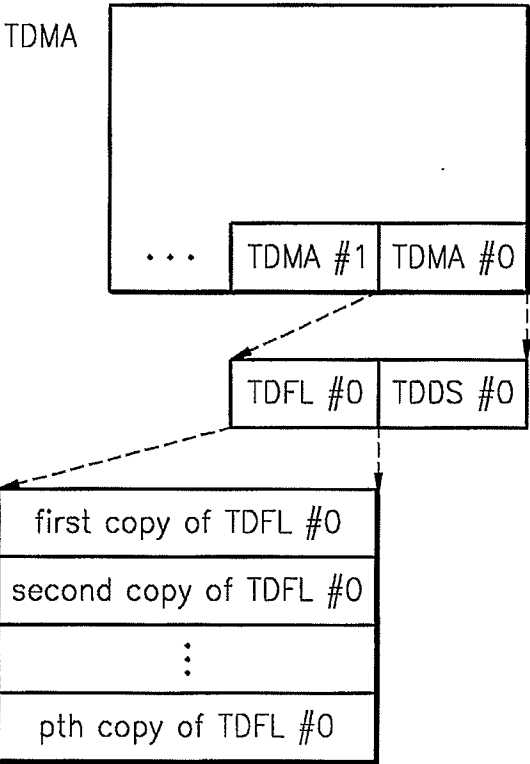 TDMA
... TDMA #1 TDMA #0
TDFL #0 TDDS #0
first copy of TDFL #0
second copy of TDFL #0
⋮
pth copy of TDFL #0